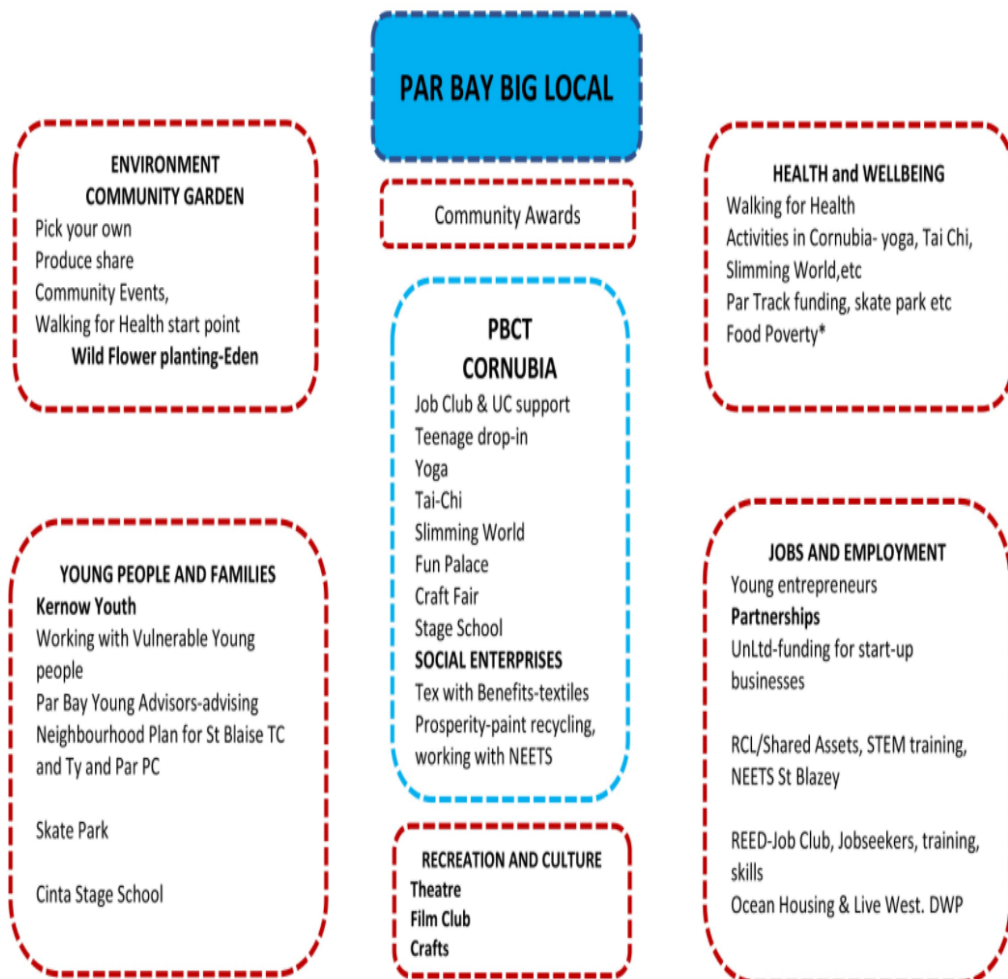 PAR BAY BIG LOCAL
Community Awards
ENVIRONMENT
COMMUNITY GARDEN
Pick your own
Produce share
Community Events,
Walking for Health start point
Wild Flower planting-Eden
HEALTH and WELLBEING
Walking for Health
Activities in Cornubia- yoga, Tai Chi,
Slimming World,etc
Par Track funding, skate park etc
Food Poverty*
PBCT
CORNUBIA
Job Club & UC support
Teenage drop-in
Yoga
Tai-Chi
Slimming World
Fun Palace
Craft Fair
Stage School
SOCIAL ENTERPRISES
Tex with Benefits-textiles
Prosperity-paint recycling,
working with NEETS
YOUNG PEOPLE AND FAMILIES
Kernow Youth
Working with Vulnerable Young
people
Par Bay Young Advisors-advising
Neighbourhood Plan for St Blaise TC
and Ty and Par PC
Skate Park
Cinta Stage School
JOBS AND EMPLOYMENT
Young entrepreneurs
Partnerships
UnLtd-funding for start-up
businesses
RCL/Shared Assets, STEM training,
NEETS St Blazey
REED-Job Club, Jobseekers, training,
skills
Ocean Housing & Live West. DWP
RECREATION AND CULTURE
Theatre
Film Club
Crafts